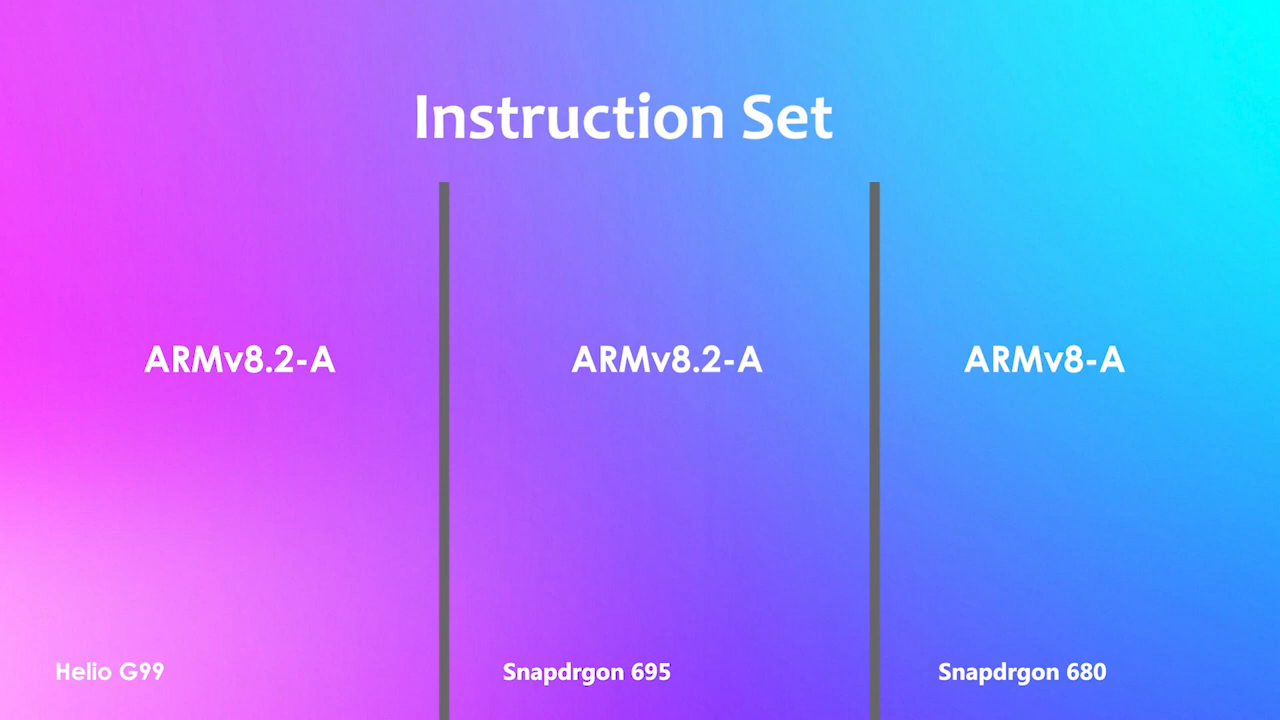 Instruction Set
ARMv8.2-A
ARMv8.2-A
ARMv8-A
Helio G99
Snapdrgon 695
Snapdrgon 680